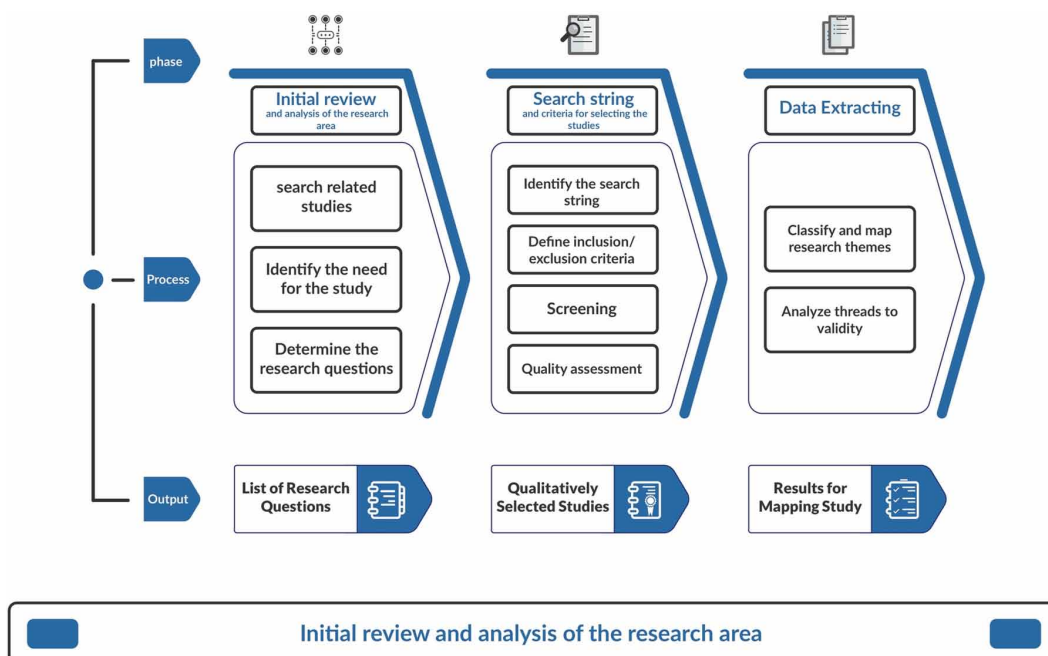 phase
Initial review
and analysis of the research
area
Search string
and criteria for selecting the
studies
Data Extracting
Process
search related
studies
Identify the need
for the study
Determine the
research questions
Identify the search
string
Define inclusion/
exclusion criteria
Screening
Quality assessment
Classify and map
research themes
Analyze threads to
validity
Output
List of Research
Questions
Qualitatively
Selected Studies
Results for
Mapping Study
Initial review and analysis of the research area